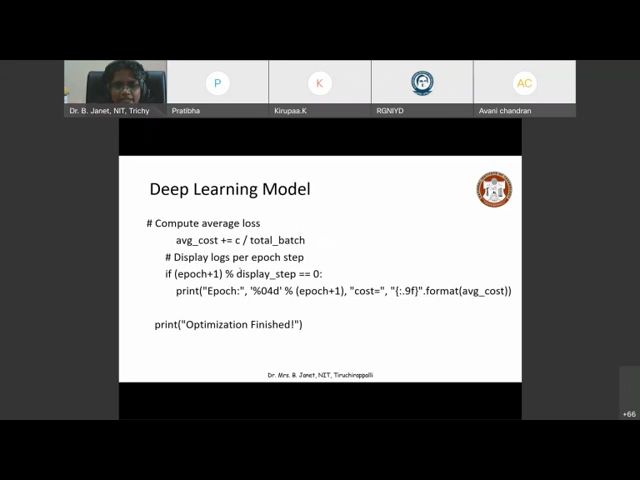 P
K
AC
Dr. B. Janet, NIT, Trichy
Pratibha
Kirupaa.K
RGNIYD
Avani chandran
Deep Learning Model
# Compute average loss
avg_cost += c / total_batch
# Display logs per epoch step
if (epoch+1) % display_step == 0:
print("Epoch:", '%04d' % (epoch+1), "cost=", "{:.9f}".format(avg_cost))
print("Optimization Finished!")
Dr. Mrs. B. Janet, NIT, Tiruchirappalli
+66